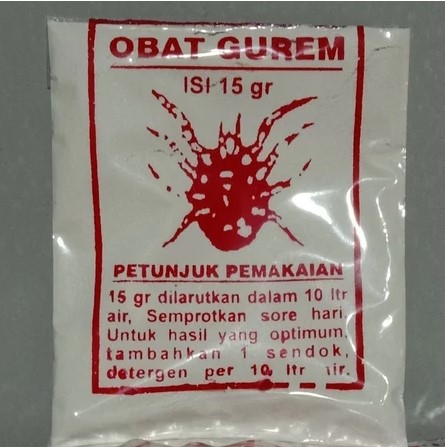 OBAT GUREM
ISI 15 gr
PETUNJUK PEMAKAIAN
15 gr dilarutkan dalam 10 ltr
air, Semprotkan sore hari.
Untuk hasil yang optimum,
tambahkan 1 sendok,
detergen per 10 ltr air.